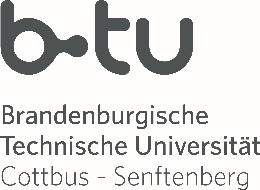 b-tu
Brandenburgische
Technische Universität
Cottbus - Senftenberg